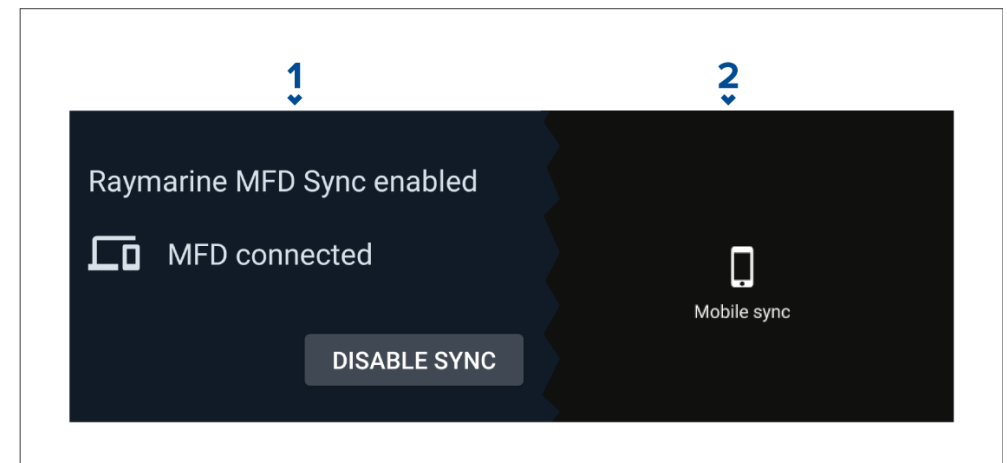 1
2
Raymarine MFD Sync enabled
MFD connected
DISABLE SYNC
Mobile sync